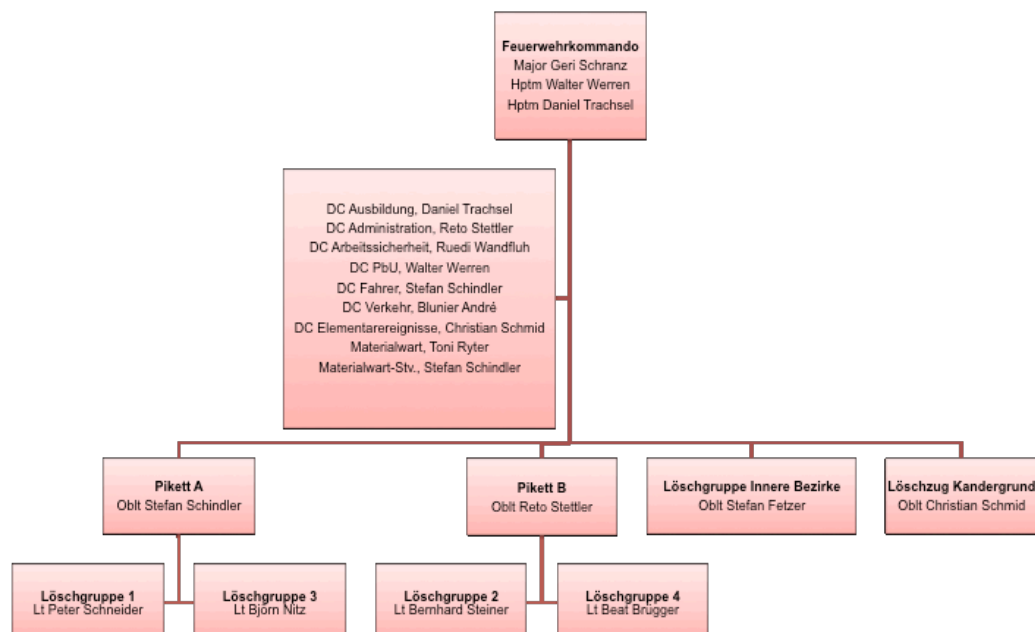 Feuerwehrkommando
Major Geri Schranz
Hptm Walter Werren
Hptm Daniel Trachsel
DC Ausbildung, Daniel Trachsel
DC Administration, Reto Stettler
DC Arbeitssicherheit, Ruedi Wandfluh
DC PbU, Walter Werren
DC Fahrer, Stefan Schindler
DC Verkehr, Blunier André
DC Elementarereignisse, Christian Schmid
Materialwart, Toni Ryter
Materialwart-Stv., Stefan Schindler
Pikett A
Oblt Stefan Schindler
Pikett B
Oblt Reto Stettler
Löschgruppe Innere Bezirke
Oblt Stefan Fetzer
Löschzug Kandergrund
Oblt Christian Schmid
Löschgruppe 1
Lt Peter Schneider
Löschgruppe 3
Lt Björn Nitz
Löschgruppe 2
Lt Bernhard Steiner
Löschgruppe 4
Lt Beat Brügger